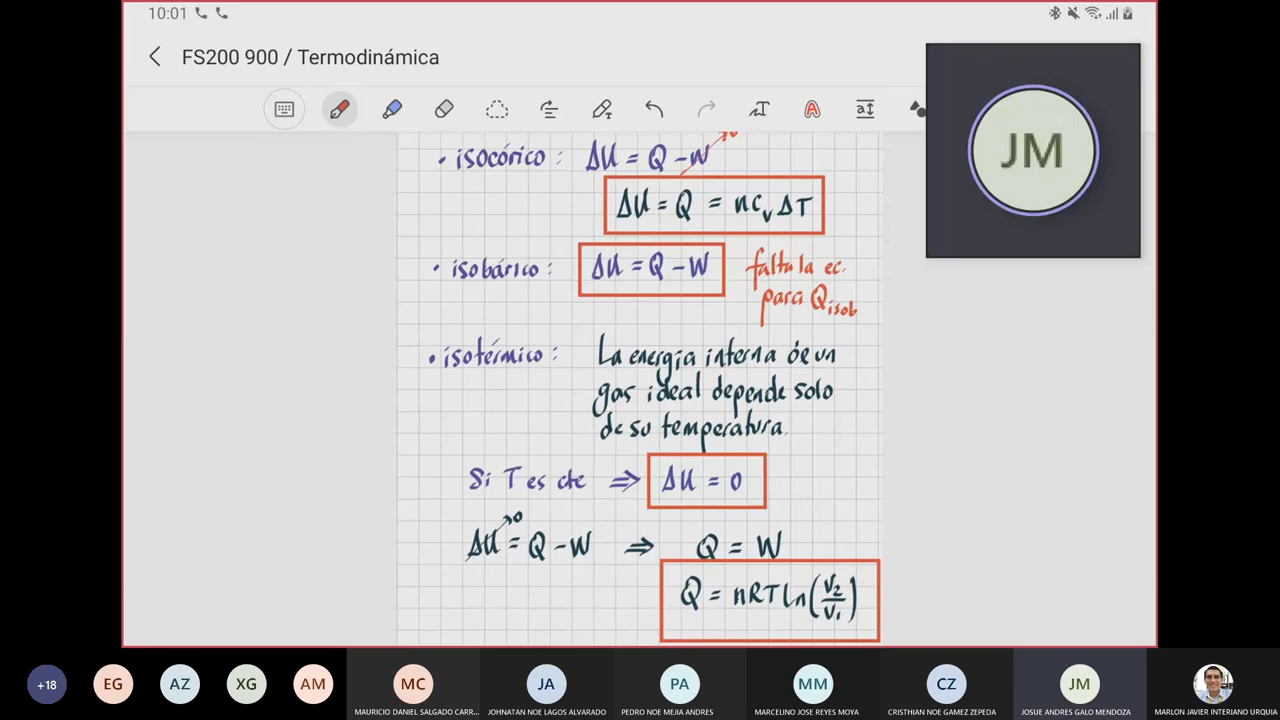 10:01
FS200 900 / Termodinámica
JM
• isocórico : ΔU = Q - W → 0
ΔU = Q = nCᵥ ΔT
• isobárico : ΔU = Q - W falta la ec.
para Qisob
• isotérmico : La energía interna de un
gas ideal depende solo
de su temperatura.
Si T es cte ⇒ ΔU = 0
ΔU → 0 = Q - W ⇒ Q = W
Q = nRT ln(V₂/V₁)
+18 EG AZ XG AM MC JA PA MM CZ JM
MAURICIO DANIEL SALGADO CARR... JOHNATAN NOE LAGOS ALVARADO PEDRO NOE MEJIA ANDRES MARCELINO JOSE REYES MOYA CRISTHIAN NOE GAMEZ ZEPEDA JOSUE ANDRES GALO MENDOZA MARLON JAVIER INTERIANO URQUIA